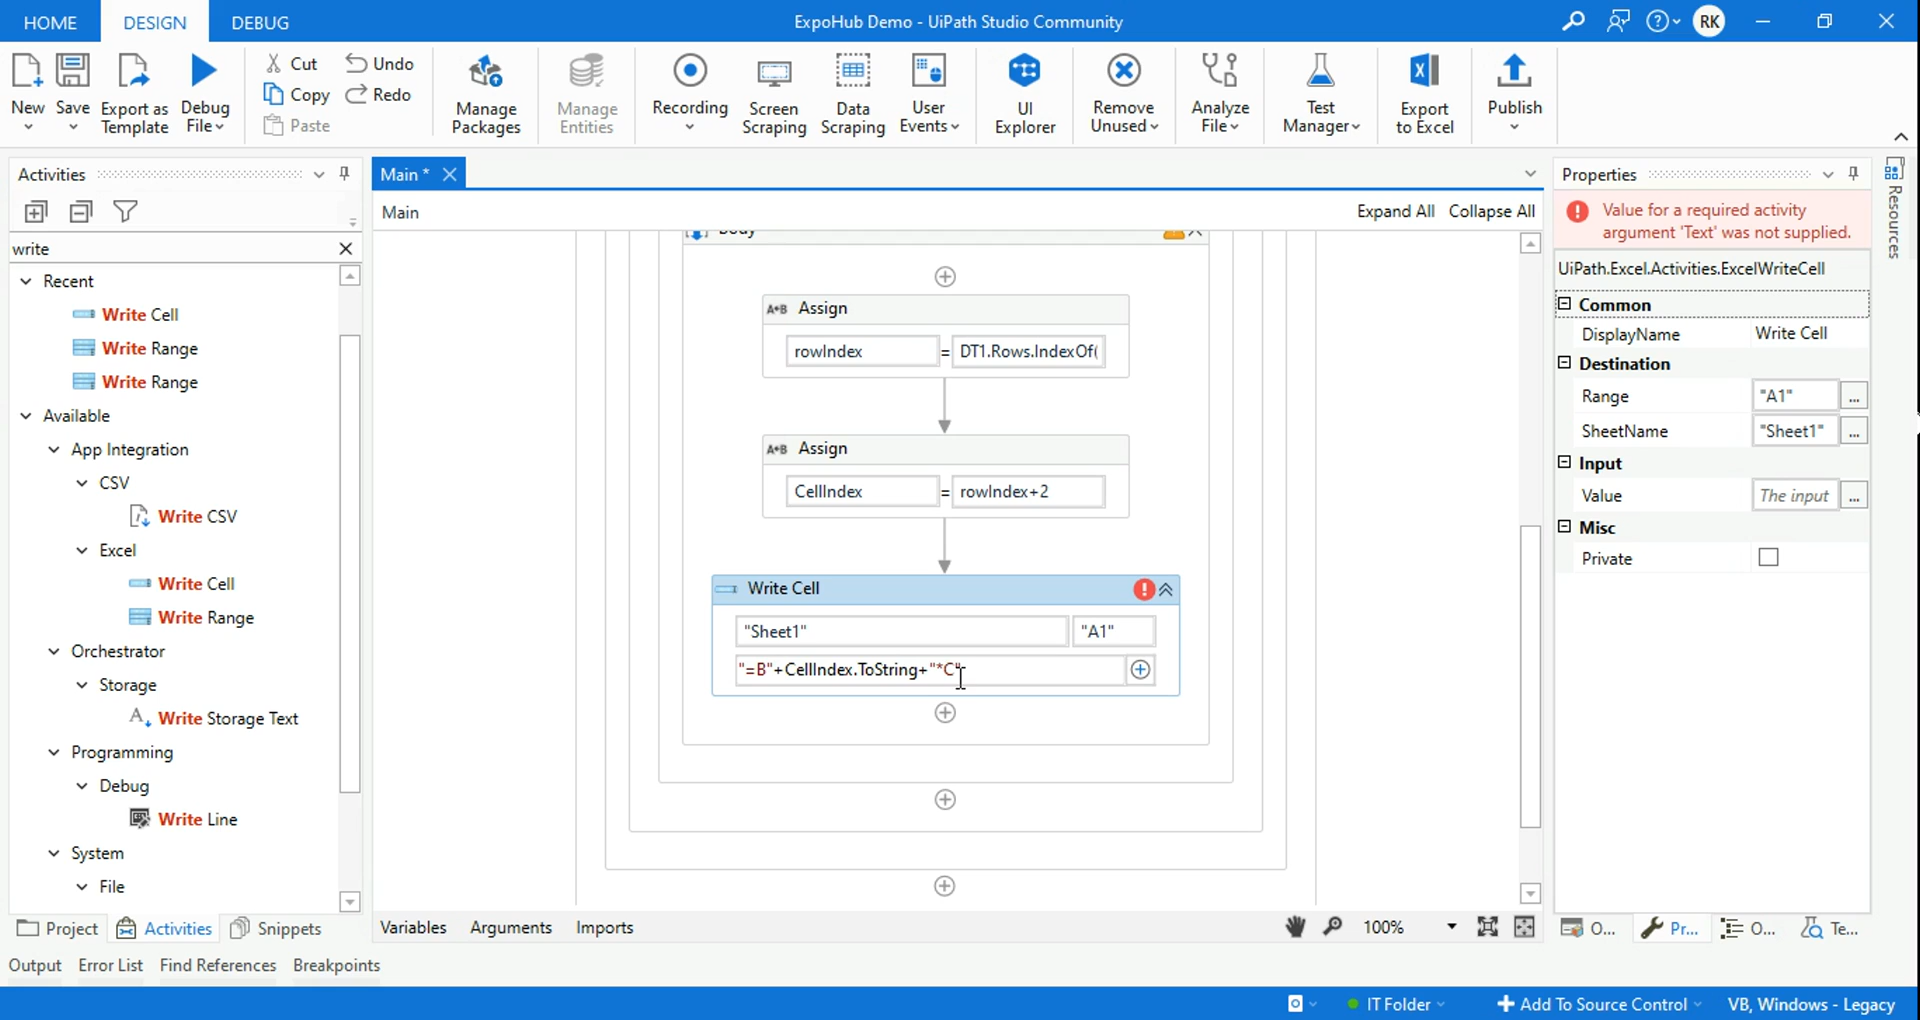 HOME DESIGN DEBUG ExpoHub Demo - UiPath Studio Community RK
New Save Export as Template Debug File Cut Copy Paste Undo Redo Manage Packages Manage Entities Recording Screen Scraping Data Scraping User Events UI Explorer Remove Unused Analyze File Test Manager Export to Excel Publish
Activities
write
Recent
Write Cell
Write Range
Write Range
Available
App Integration
CSV
Write CSV
Excel
Write Cell
Write Range
Orchestrator
Storage
Write Storage Text
Programming
Debug
Write Line
System
File
Project Activities Snippets
Main *
Main Expand All Collapse All
Body
A*B Assign
rowIndex = DT1.Rows.IndexOf(
A*B Assign
CellIndex = rowIndex+2
Write Cell
"Sheet1" "A1"
"=B"+CellIndex.ToString+"*C"
Variables Arguments Imports 100%
Properties
Value for a required activity
argument 'Text' was not supplied.
UiPath.Excel.Activities.ExcelWriteCell
Common
DisplayName Write Cell
Destination
Range "A1" ...
SheetName "Sheet1" ...
Input
Value The input ...
Misc
Private
O... Pr... O... Te...
Resources
Output Error List Find References Breakpoints
IT Folder Add To Source Control VB, Windows - Legacy